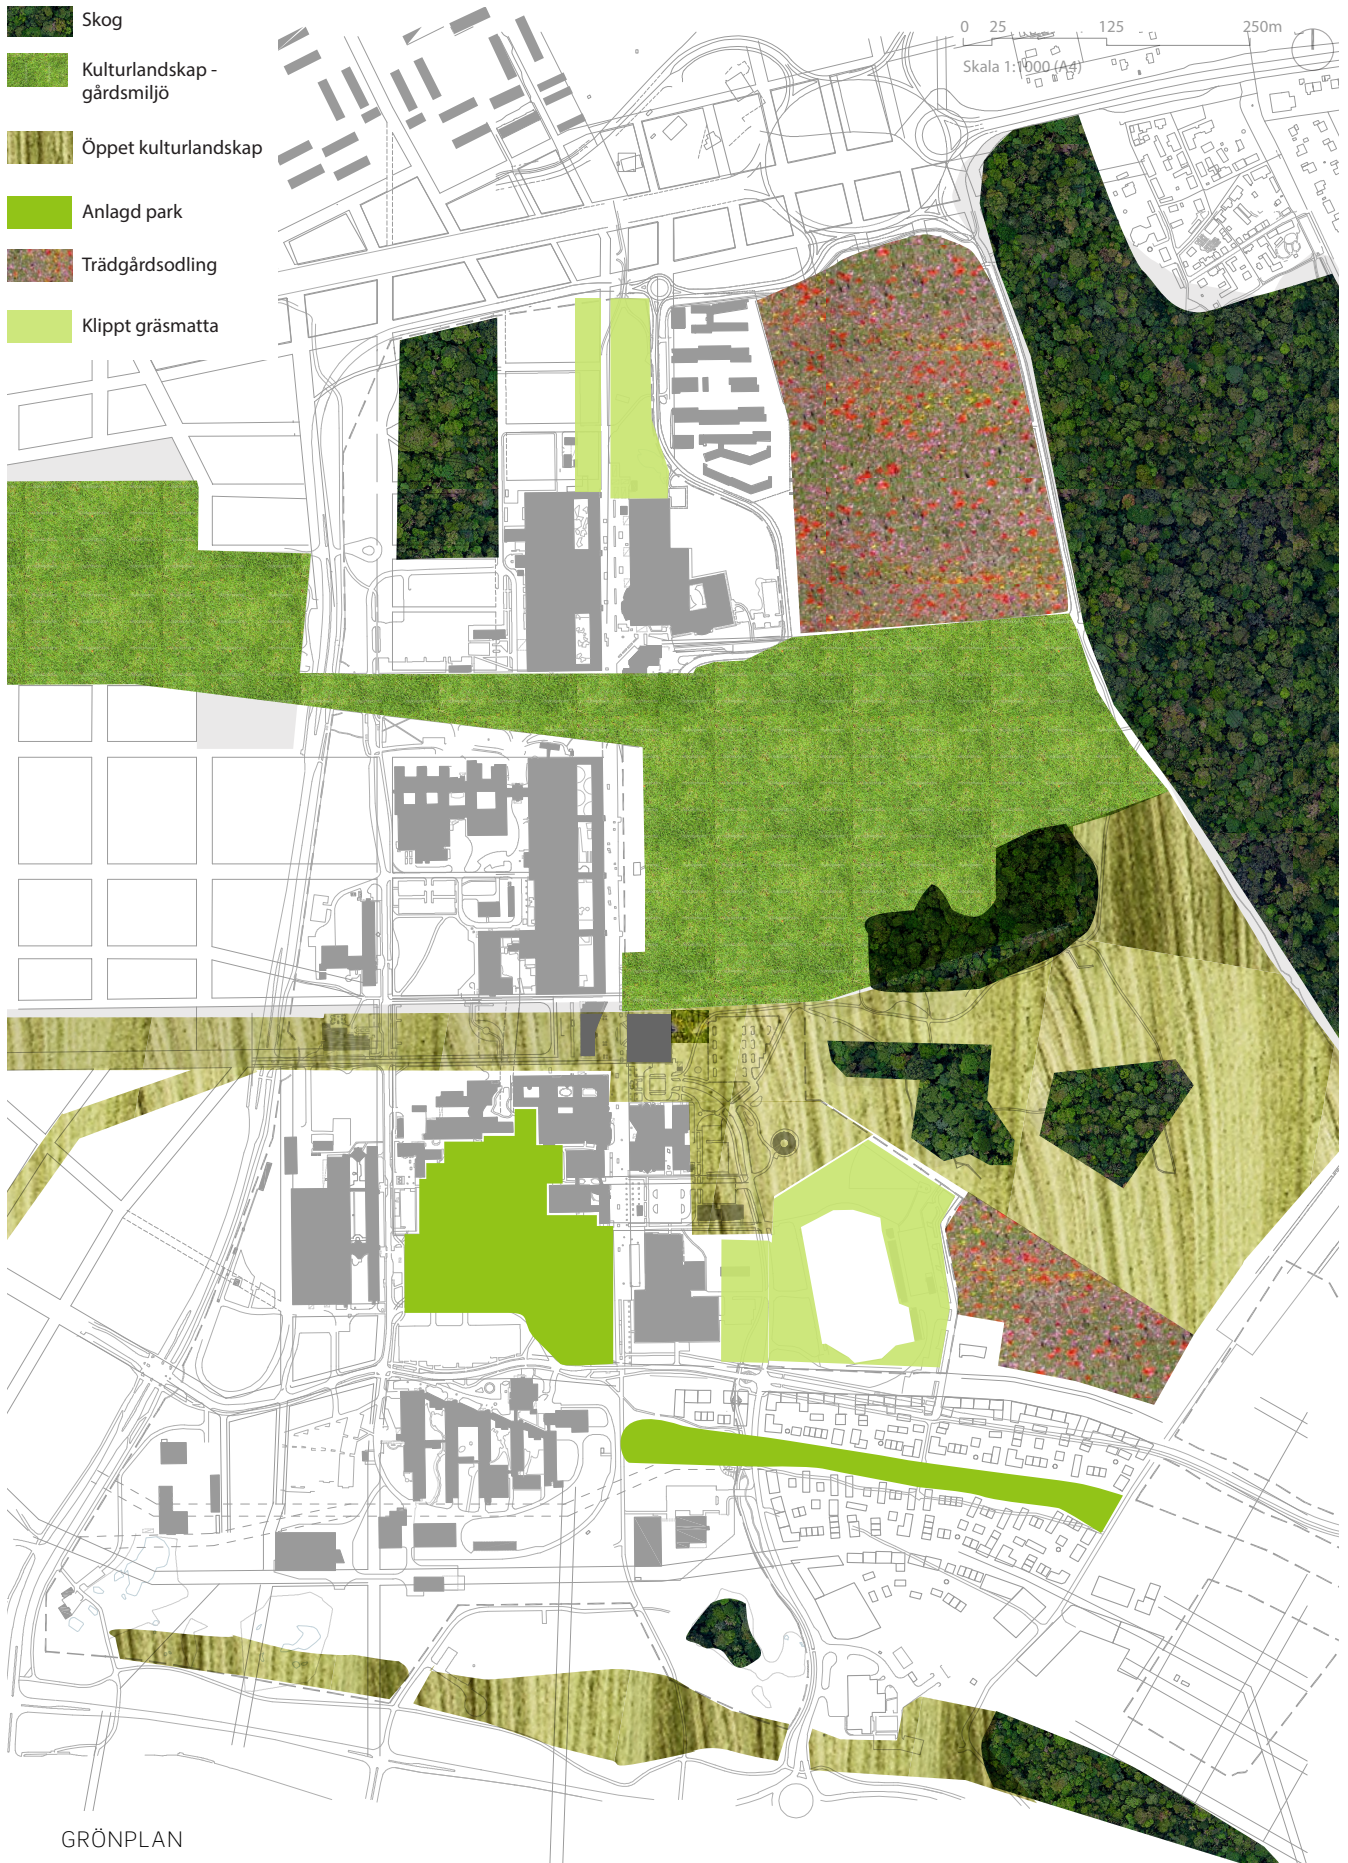 Skog
Kulturlandskap -
gårdsmiljö
Öppet kulturlandskap
Anlagd park
Trädgårdsodling
Klippt gräsmatta
0 25 125 250m
Skala 1:1000 (A4)
GRÖNPLAN